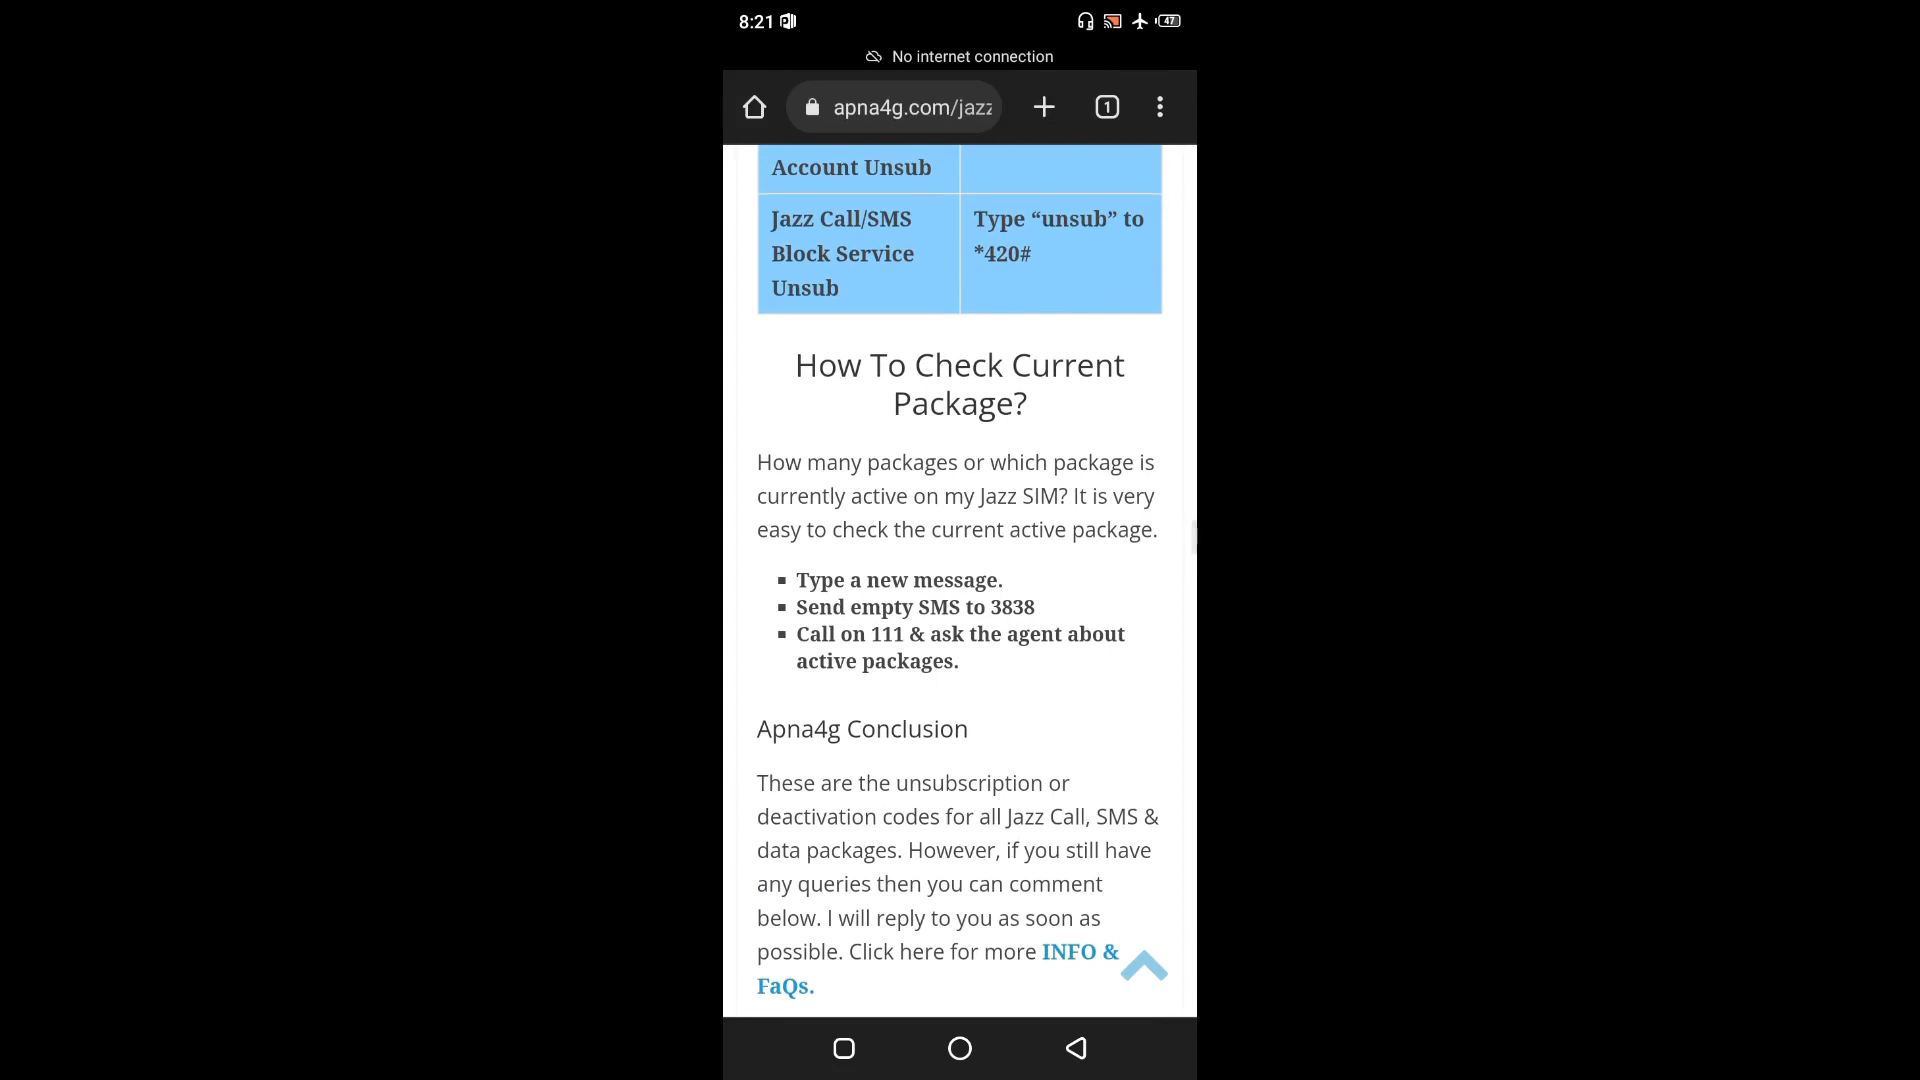 8:21
47
No internet connection
apna4g.com/jazz
1
Account Unsub
Jazz Call/SMS
Block Service
Unsub
Type “unsub” to
*420#
How To Check Current
Package?
How many packages or which package is
currently active on my Jazz SIM? It is very
easy to check the current active package.
Type a new message.
Send empty SMS to 3838
Call on 111 & ask the agent about
active packages.
Apna4g Conclusion
These are the unsubscription or
deactivation codes for all Jazz Call, SMS &
data packages. However, if you still have
any queries then you can comment
below. I will reply to you as soon as
possible. Click here for more INFO &
FaQs.